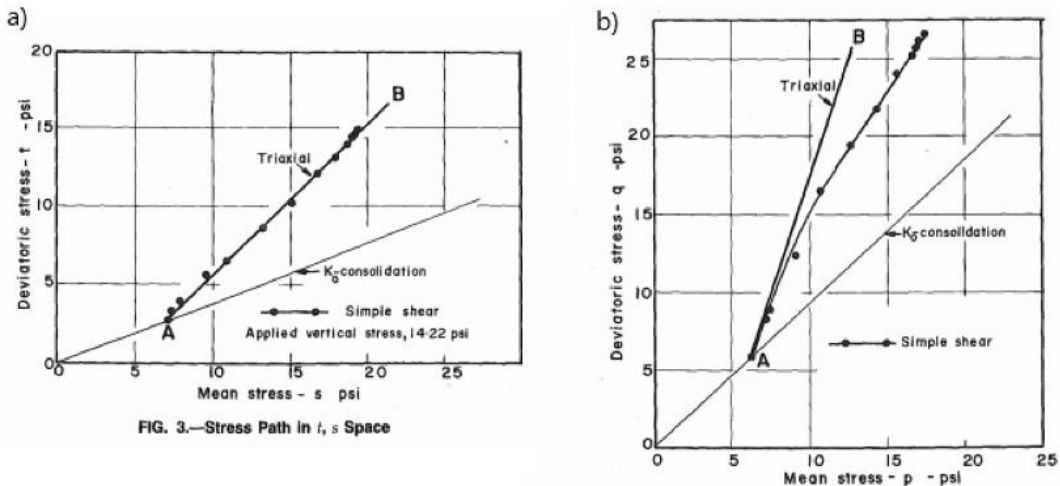 a)
20
15
10
5
0
Deviatoric stress - t - psi
B
Triaxial
K₀-consolidation
Simple shear
A
Applied vertical stress, 14·22 psi
0 5 10 15 20 25
Mean stress - s psi
FIG. 3.—Stress Path in t, s Space
b)
25
20
15
10
5
0
Deviatoric stress - q -psi
B
Triaxial
K₀-consolidation
Simple shear
A
0 5 10 15 20 25
Mean stress - p -psi